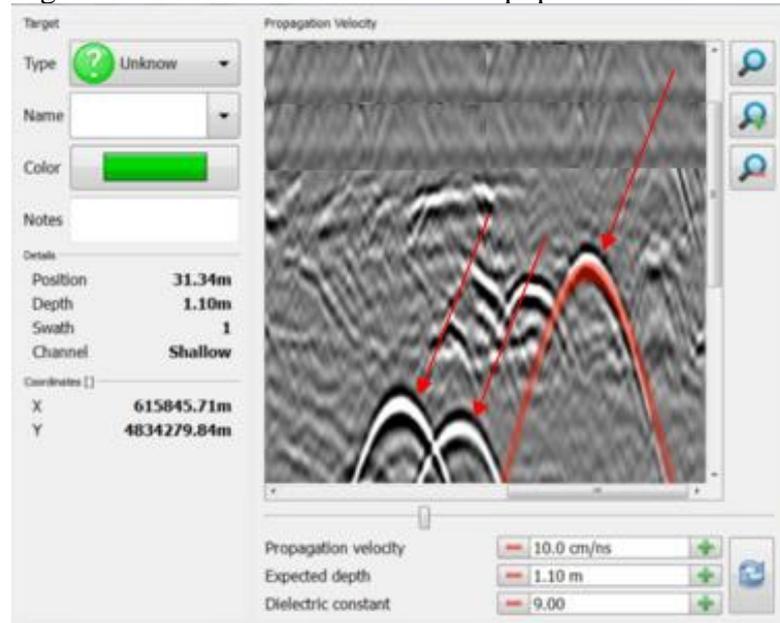 Target
Propagation Velocity
Type ? Unknow
Name
Color
Notes
Details
Position 31.34m
Depth 1.10m
Swath 1
Channel Shallow
Coordinates []
X 615845.71m
Y 4834279.84m
Propagation velocity 10.0 cm/ns
Expected depth 1.10 m
Dielectric constant 9.00